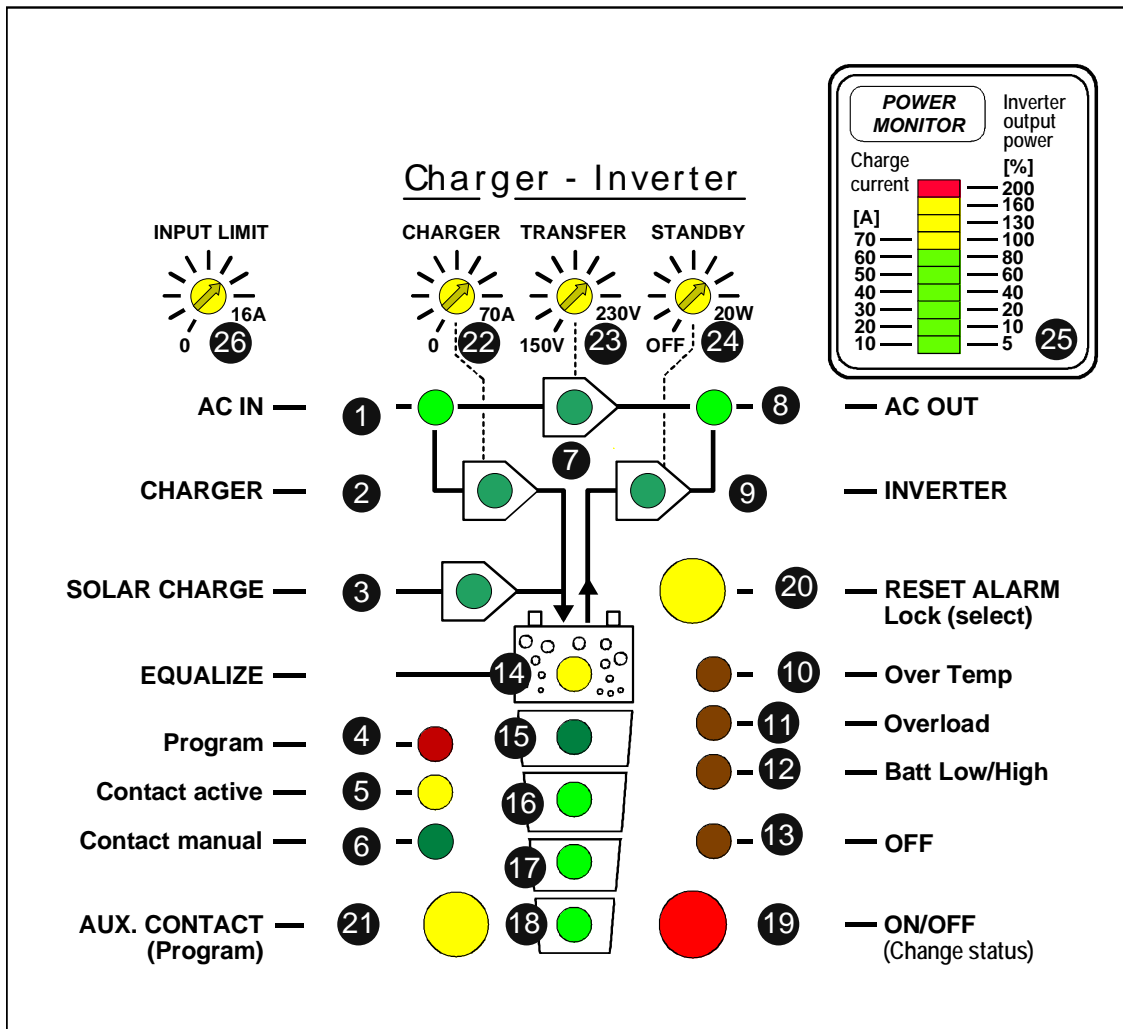 POWER MONITOR
Inverter output power
[%]
Charge current
[A]
200
160
130
70 100
60 80
50 60
40 40
30 20
20 10
10 5
25
Charger - Inverter
INPUT LIMIT
CHARGER
TRANSFER
STANDBY
0 16A
26
0 70A
22
150V 230V
23
OFF 20W
24
AC IN 1
7
8 AC OUT
CHARGER 2
9 INVERTER
SOLAR CHARGE 3
20 RESET ALARM
Lock (select)
EQUALIZE 14
10 Over Temp
Program 4
15
11 Overload
Contact active 5
16
12 Batt Low/High
Contact manual 6
17
13 OFF
AUX. CONTACT 21
(Program)
18
19 ON/OFF
(Change status)